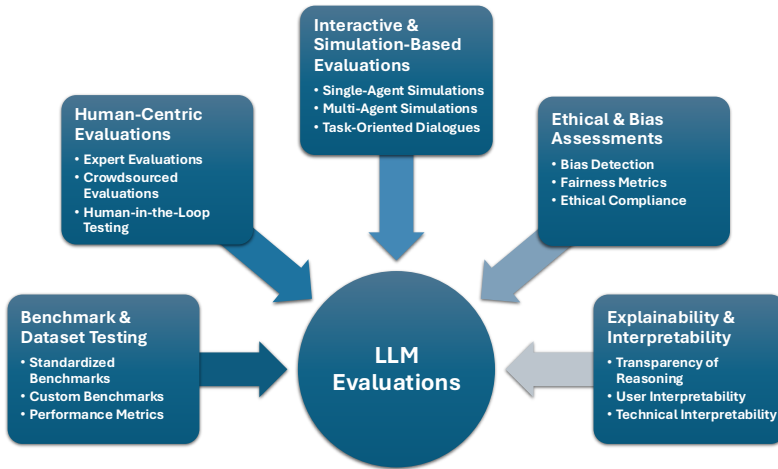 Interactive &
Simulation-Based
Evaluations
• Single-Agent Simulations
• Multi-Agent Simulations
• Task-Oriented Dialogues
Human-Centric
Evaluations
• Expert Evaluations
• Crowdsourced
Evaluations
• Human-in-the-Loop
Testing
Ethical & Bias
Assessments
• Bias Detection
• Fairness Metrics
• Ethical Compliance
Benchmark &
Dataset Testing
• Standardized
Benchmarks
• Custom Benchmarks
• Performance Metrics
LLM
Evaluations
Explainability &
Interpretability
• Transparency of
Reasoning
• User Interpretability
• Technical Interpretability